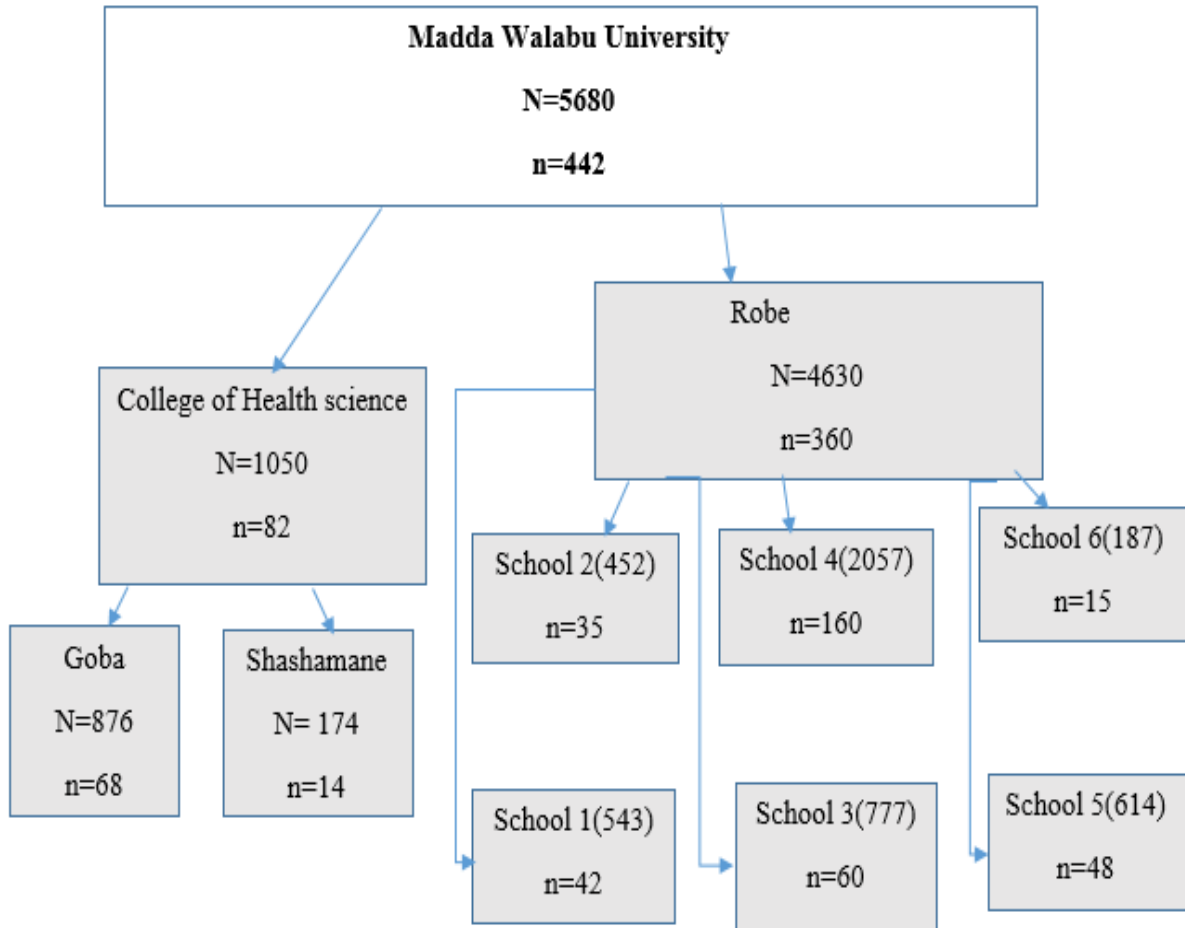 Madda Walabu University
N=5680
n=442
Robe
N=4630
n=360
College of Health science
N=1050
n=82
School 2(452)
n=35
School 4(2057)
n=160
School 6(187)
n=15
Goba
N=876
n=68
Shashamane
N= 174
n=14
School 1(543)
n=42
School 3(777)
n=60
School 5(614)
n=48